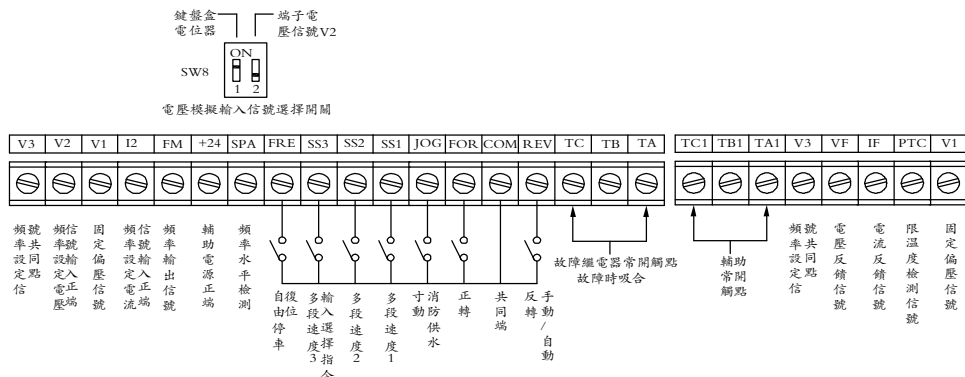 鍵盤盒
電位器
端子電
壓信號V2
ON
SW8
1 2
電壓模擬輸入信號選擇開關
V3 V2 V1 I2 FM +24 SPA FRE SS3 SS2 SS1 JOG FOR COM REV TC TB TA
TC1 TB1 TA1 V3 VF IF PTC V1
頻率設定信
號共同點
頻率設定電壓
信號輸入正端
固定偏壓信號
頻率設定電流
信號輸入正端
頻率輸出信號
輔助電源正端
頻率水平檢測
自由停車
復位
多段速度3
輸入選擇指令
多段速度2
多段速度1
寸動
消防供水
正轉
共同端
反轉
手動/自動
故障繼電器常開觸點
故障時吸合
輔助
常開
觸點
頻率設定信
號共同點
電壓反饋信號
電流反饋信號
限溫度檢測信號
固定偏壓信號